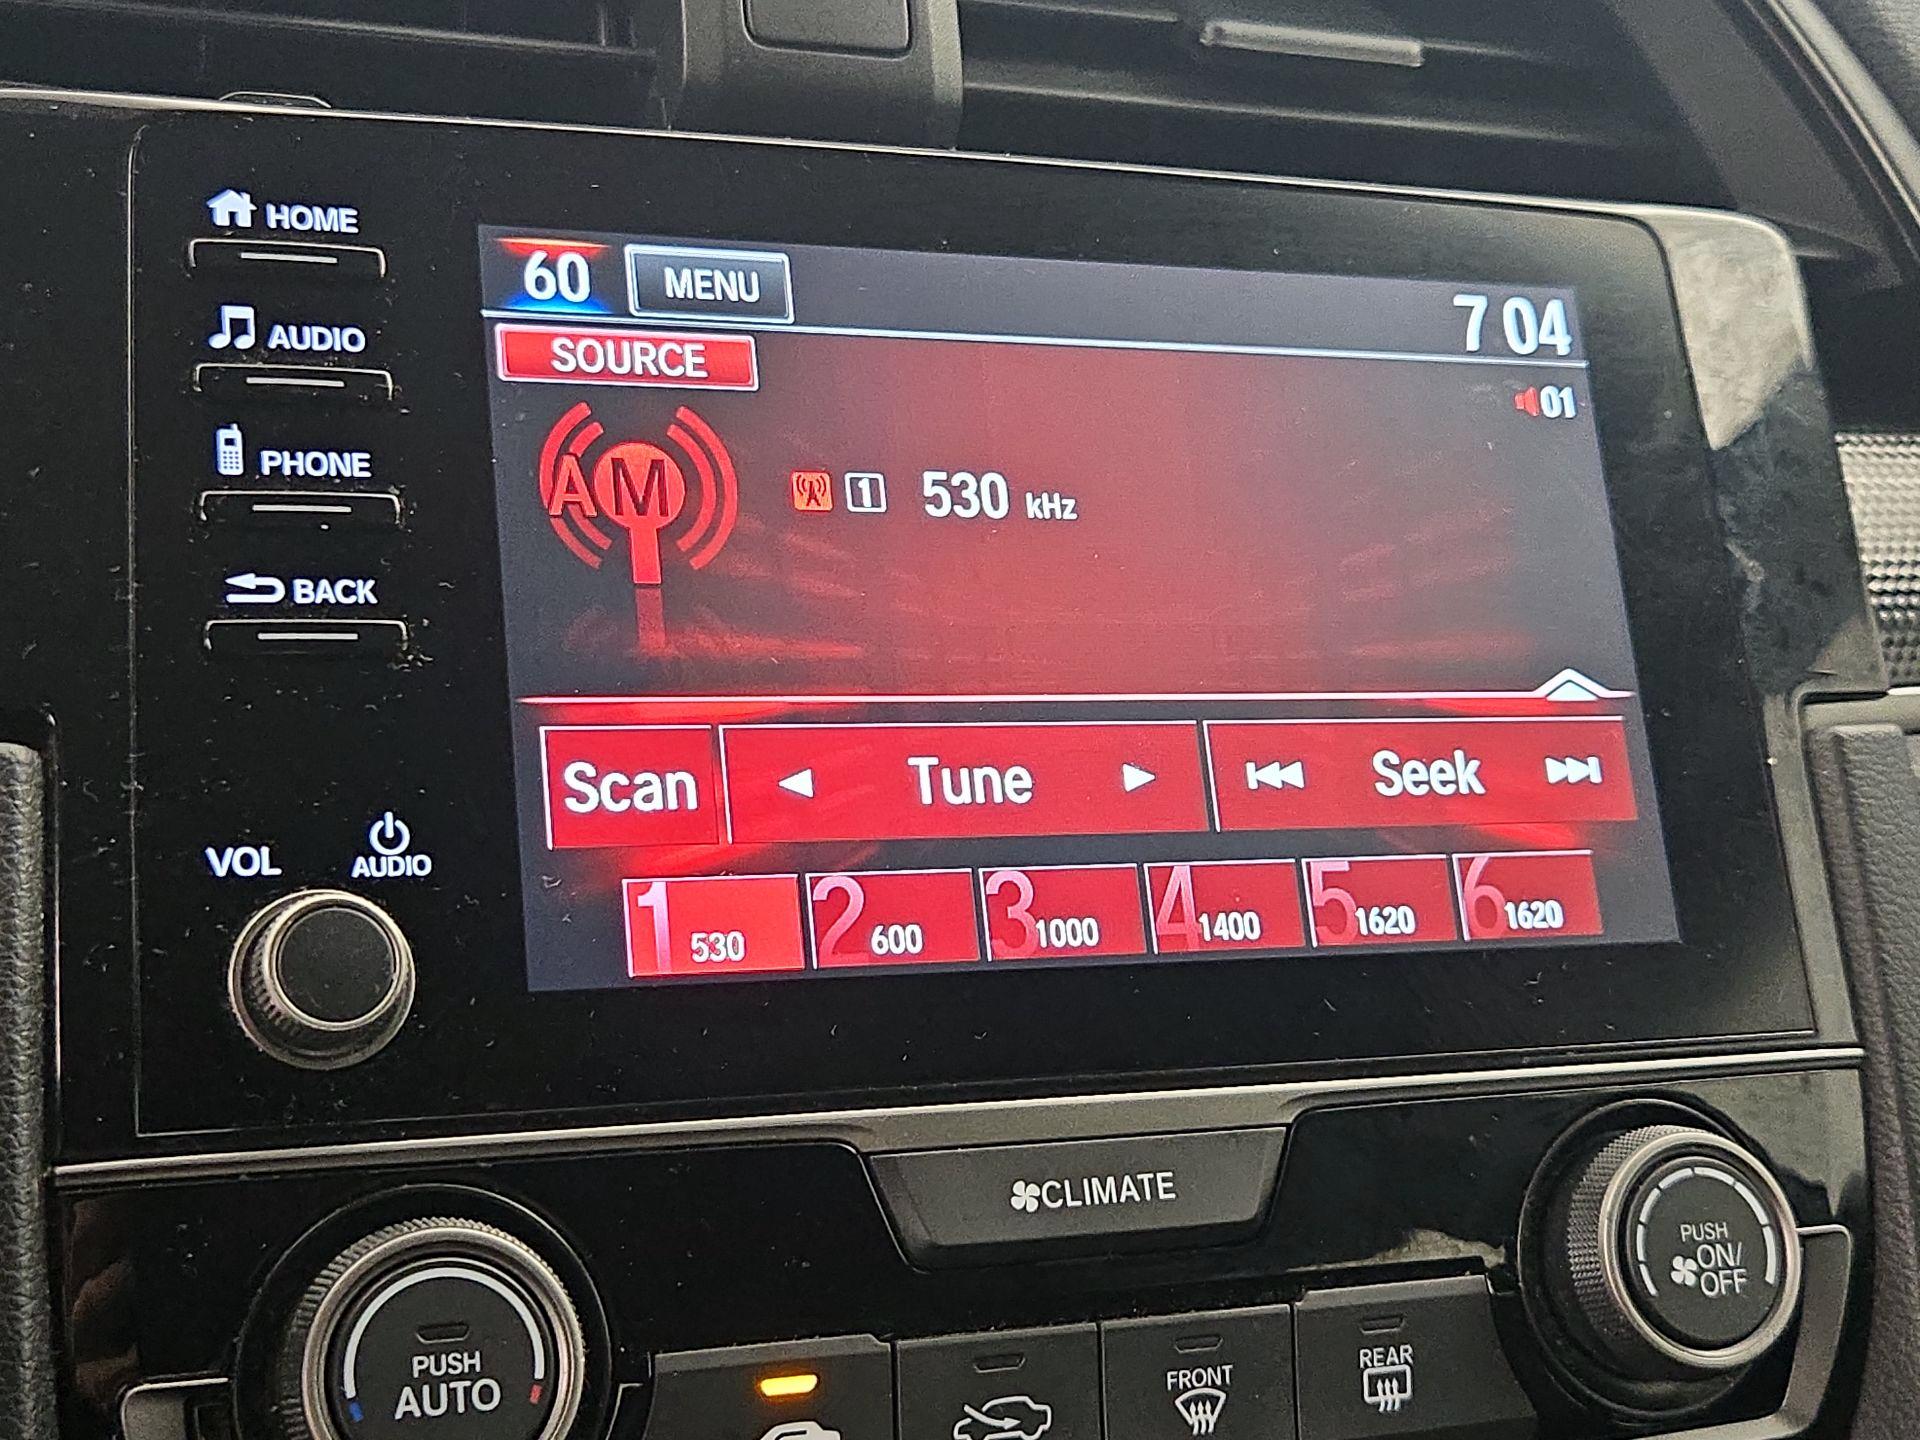 HOME
AUDIO
PHONE
BACK
VOL
AUDIO
60 MENU 7 04
SOURCE
01
AM
1 530 kHz
Scan Tune Seek
1 530 2 600 3 1000 4 1400 5 1620 6 1620
CLIMATE
PUSH
AUTO
FRONT
REAR
PUSH
ON/
OFF